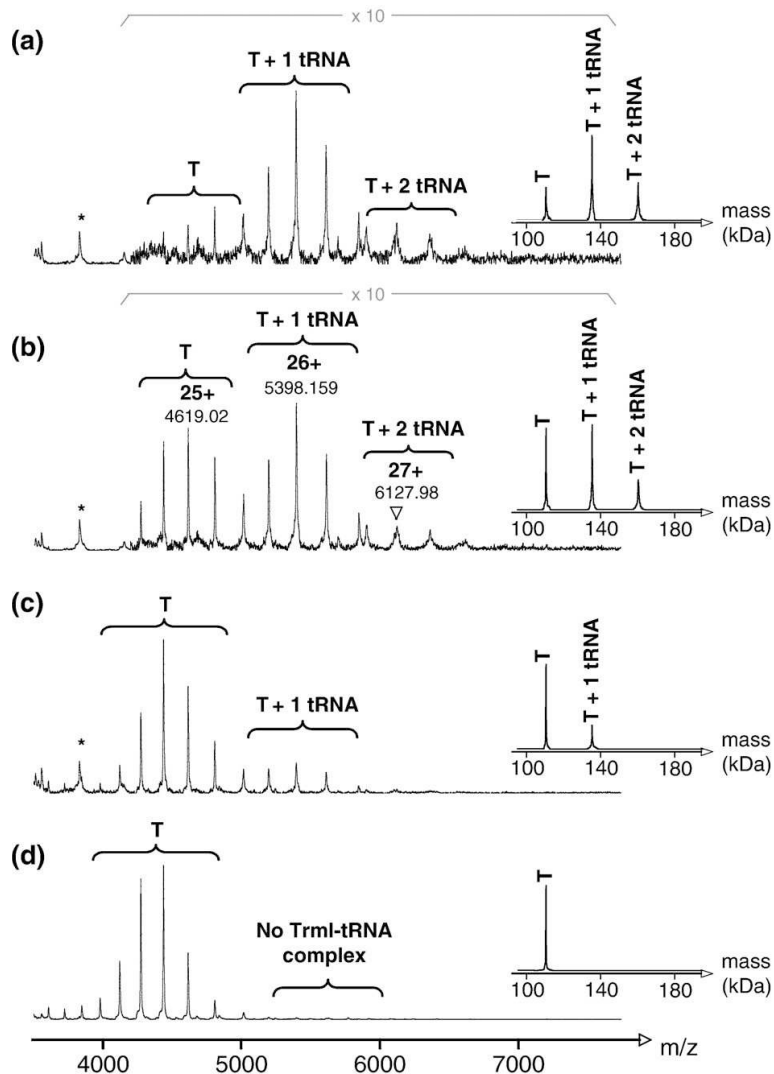 x 10
(a)
T + 1 tRNA
T
T + 2 tRNA
*
T
T + 1 tRNA
T + 2 tRNA
mass
(kDa)
100 140 180
x 10
(b)
T + 1 tRNA
T
26+
25+
5398.159
4619.02
T + 2 tRNA
27+
6127.98
*
T
T + 1 tRNA
T + 2 tRNA
mass
(kDa)
100 140 180
(c)
T
T + 1 tRNA
*
T
T + 1 tRNA
mass
(kDa)
100 140 180
(d)
T
No TrmI-tRNA
complex
T
mass
(kDa)
100 140 180
4000 5000 6000 7000
m/z